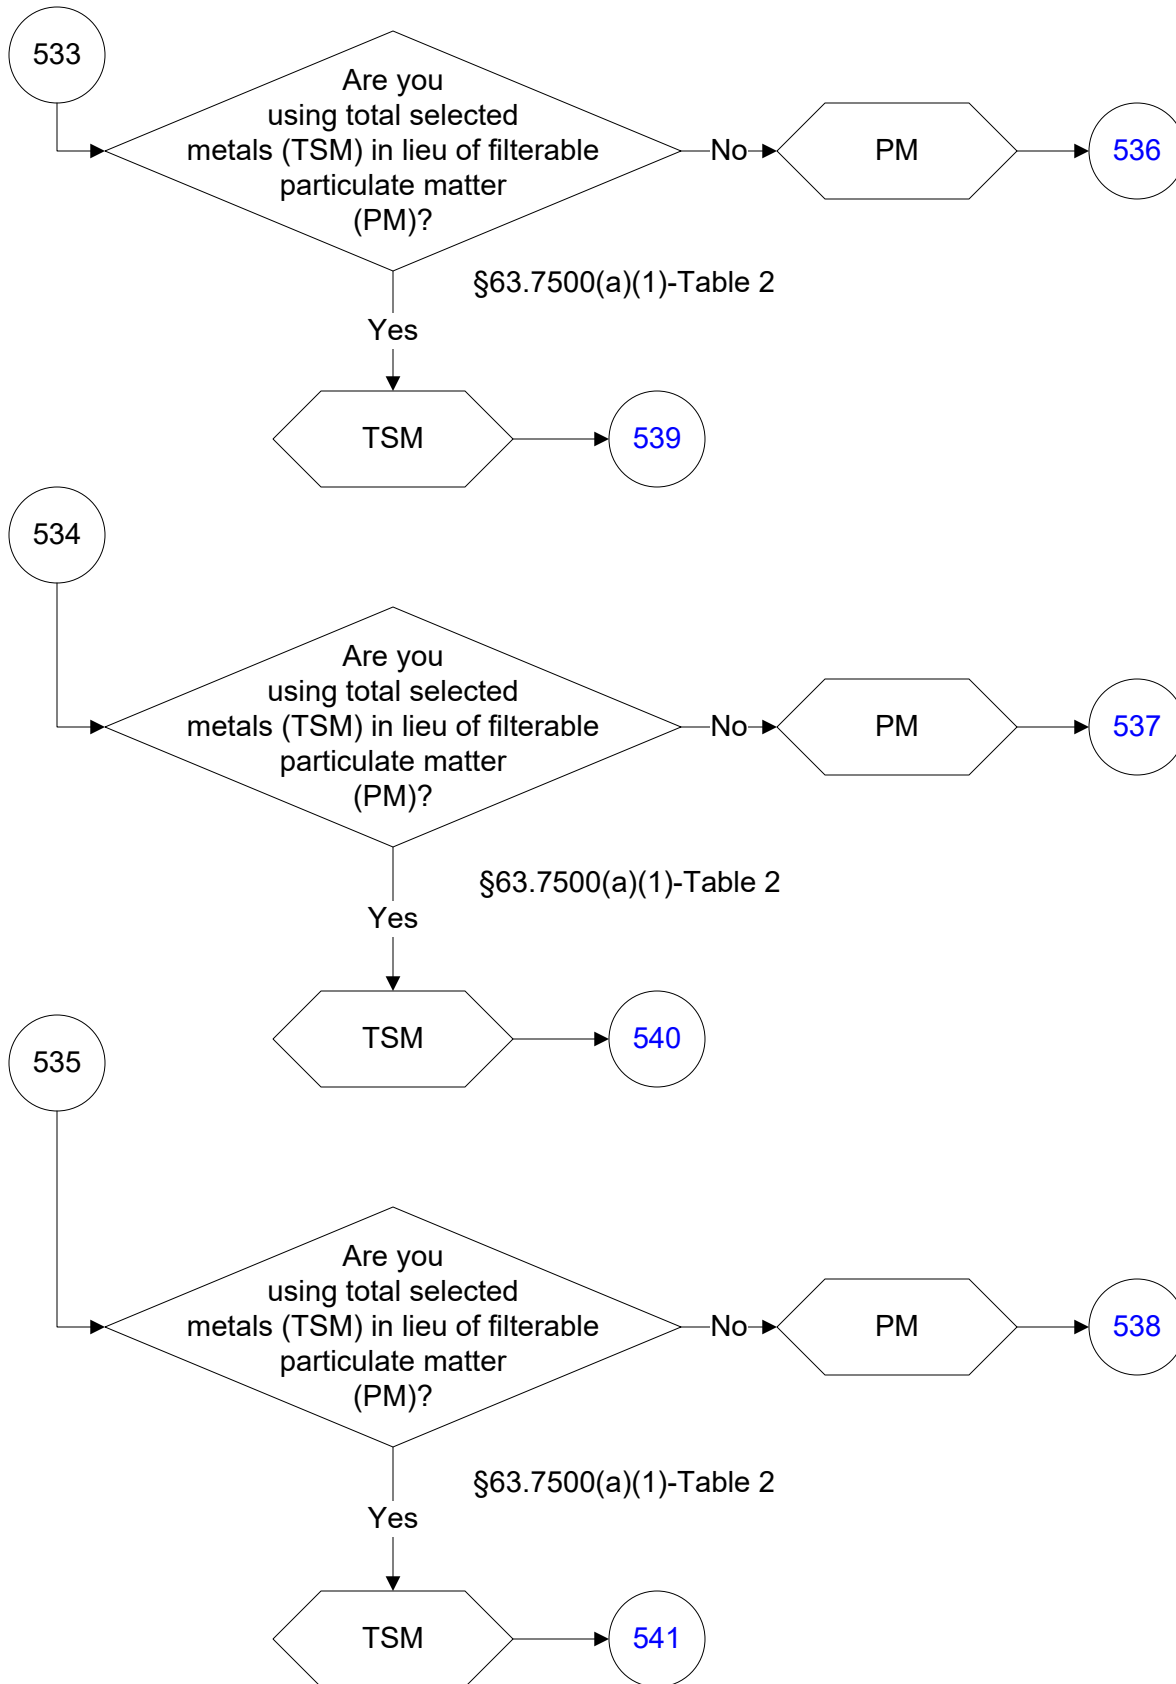 533
Are you
using total selected
metals (TSM) in lieu of filterable
particulate matter
(PM)?
No
PM
536
§63.7500(a)(1)-Table 2
Yes
TSM
539
534
Are you
using total selected
metals (TSM) in lieu of filterable
particulate matter
(PM)?
No
PM
537
§63.7500(a)(1)-Table 2
Yes
TSM
540
535
Are you
using total selected
metals (TSM) in lieu of filterable
particulate matter
(PM)?
No
PM
538
§63.7500(a)(1)-Table 2
Yes
TSM
541